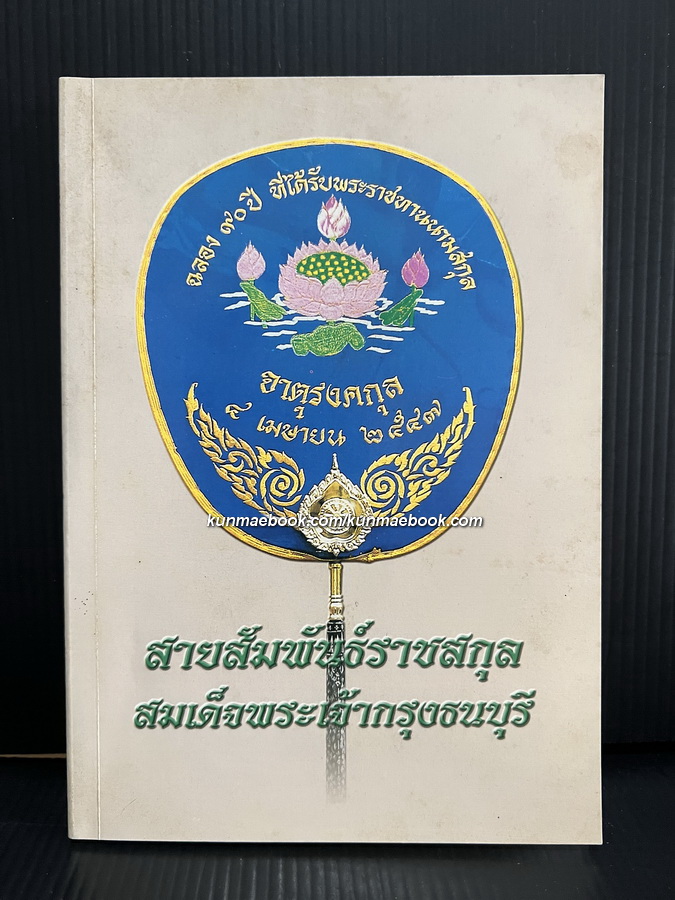 ฉลอง ๙๐ ปี ที่ได้รับพระราชทานนามสกุล
อาตุรงคกุล
๔ เมษายน ๒๕๔๗
kunmaebook.com/kunmaebook.com
สายสัมพันธ์ราชสกุล
สมเด็จพระเจ้ากรุงธนบุรี